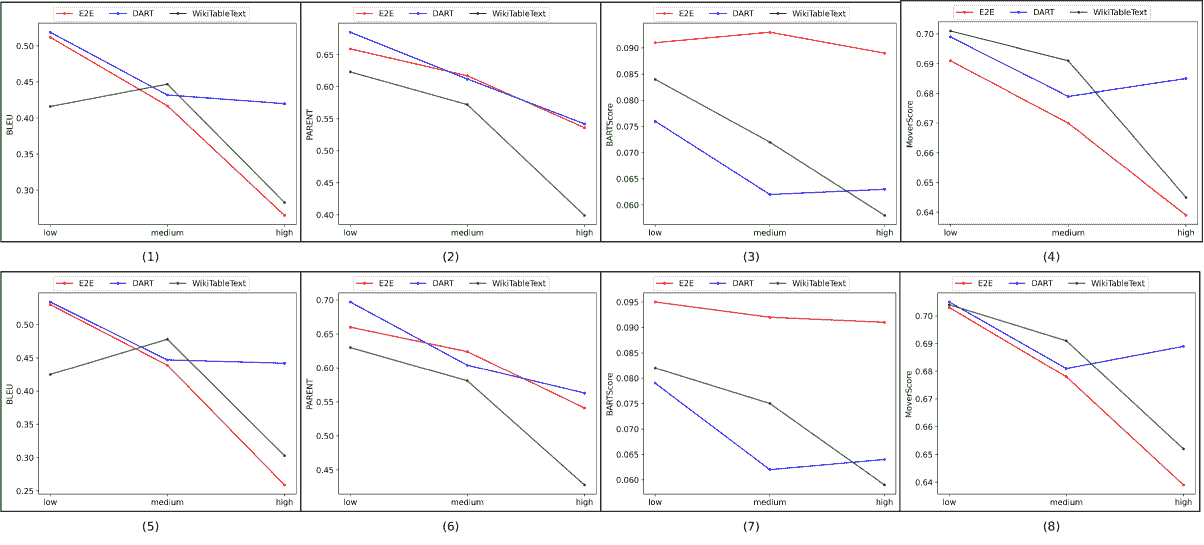 E2E DART WikiTableText
BLEU
0.50
0.45
0.40
0.35
0.30
low medium high
(1)
E2E DART WikiTableText
PARENT
0.65
0.60
0.55
0.50
0.45
0.40
low medium high
(2)
E2E DART WikiTableText
BARTScore
0.090
0.085
0.080
0.075
0.070
0.065
0.060
low medium high
(3)
E2E DART WikiTableText
MoverScore
0.70
0.69
0.68
0.67
0.66
0.65
0.64
low medium high
(4)
E2E DART WikiTableText
BLEU
0.50
0.45
0.40
0.35
0.30
0.25
low medium high
(5)
E2E DART WikiTableText
PARENT
0.70
0.65
0.60
0.55
0.50
0.45
low medium high
(6)
E2E DART WikiTableText
BARTScore
0.095
0.090
0.085
0.080
0.075
0.070
0.065
0.060
low medium high
(7)
E2E DART WikiTableText
MoverScore
0.70
0.69
0.68
0.67
0.66
0.65
0.64
low medium high
(8)